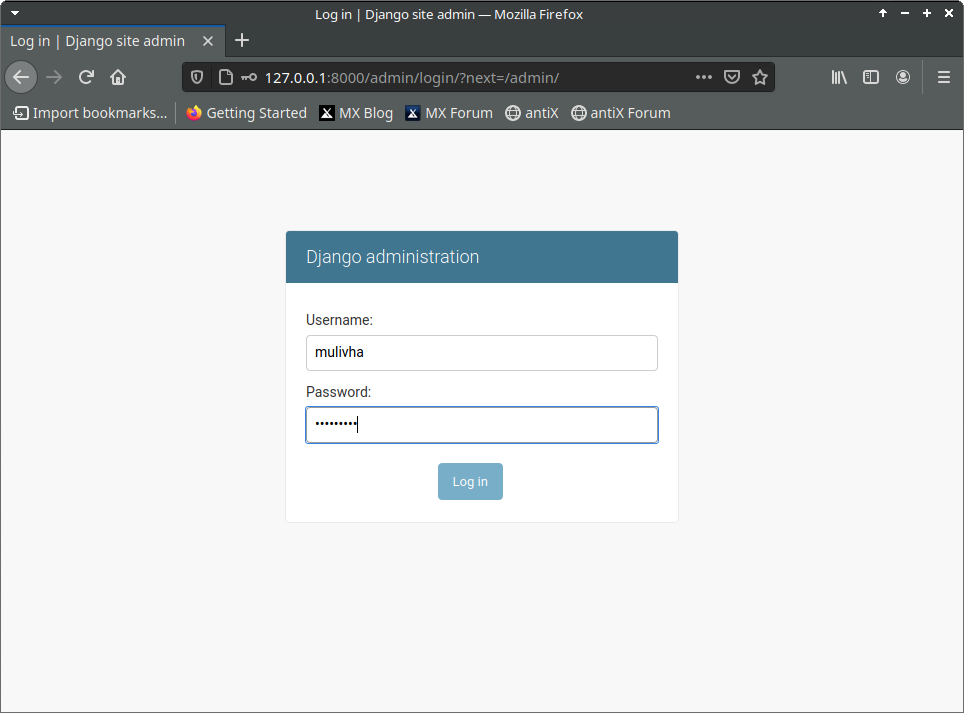 Log in | Django site admin — Mozilla Firefox
Log in | Django site admin
127.0.0.1:8000/admin/login/?next=/admin/
Import bookmarks... Getting Started MX Blog MX Forum antiX antiX Forum
Django administration
Username:
mulivha
Password:
•••••••••
Log in